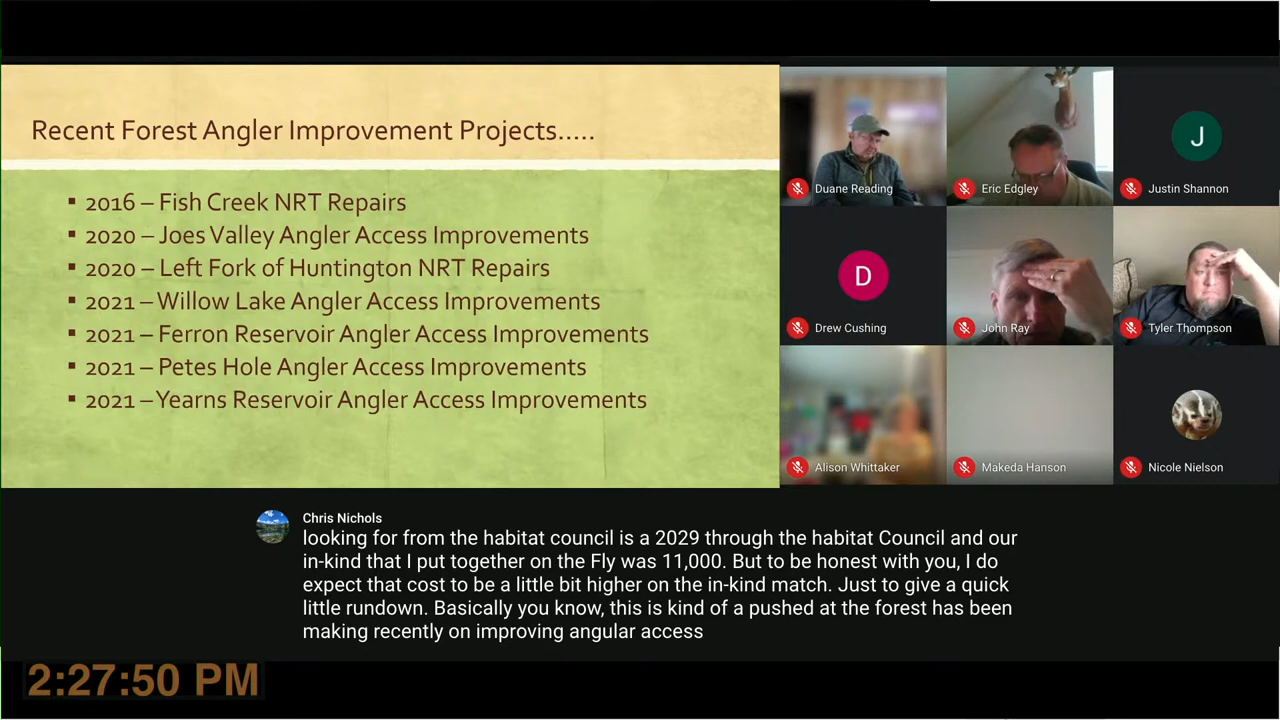 Recent Forest Angler Improvement Projects.....
▪ 2016 – Fish Creek NRT Repairs
▪ 2020 – Joes Valley Angler Access Improvements
▪ 2020 – Left Fork of Huntington NRT Repairs
▪ 2021 – Willow Lake Angler Access Improvements
▪ 2021 – Ferron Reservoir Angler Access Improvements
▪ 2021 – Petes Hole Angler Access Improvements
▪ 2021 – Yearns Reservoir Angler Access Improvements
Duane Reading
Eric Edgley
J
Justin Shannon
D
Drew Cushing
John Ray
Tyler Thompson
Alison Whittaker
Makeda Hanson
Nicole Nielson
Chris Nichols
looking for from the habitat council is a 2029 through the habitat Council and our
in-kind that I put together on the Fly was 11,000. But to be honest with you, I do
expect that cost to be a little bit higher on the in-kind match. Just to give a quick
little rundown. Basically you know, this is kind of a pushed at the forest has been
making recently on improving angular access
2:27:50 PM